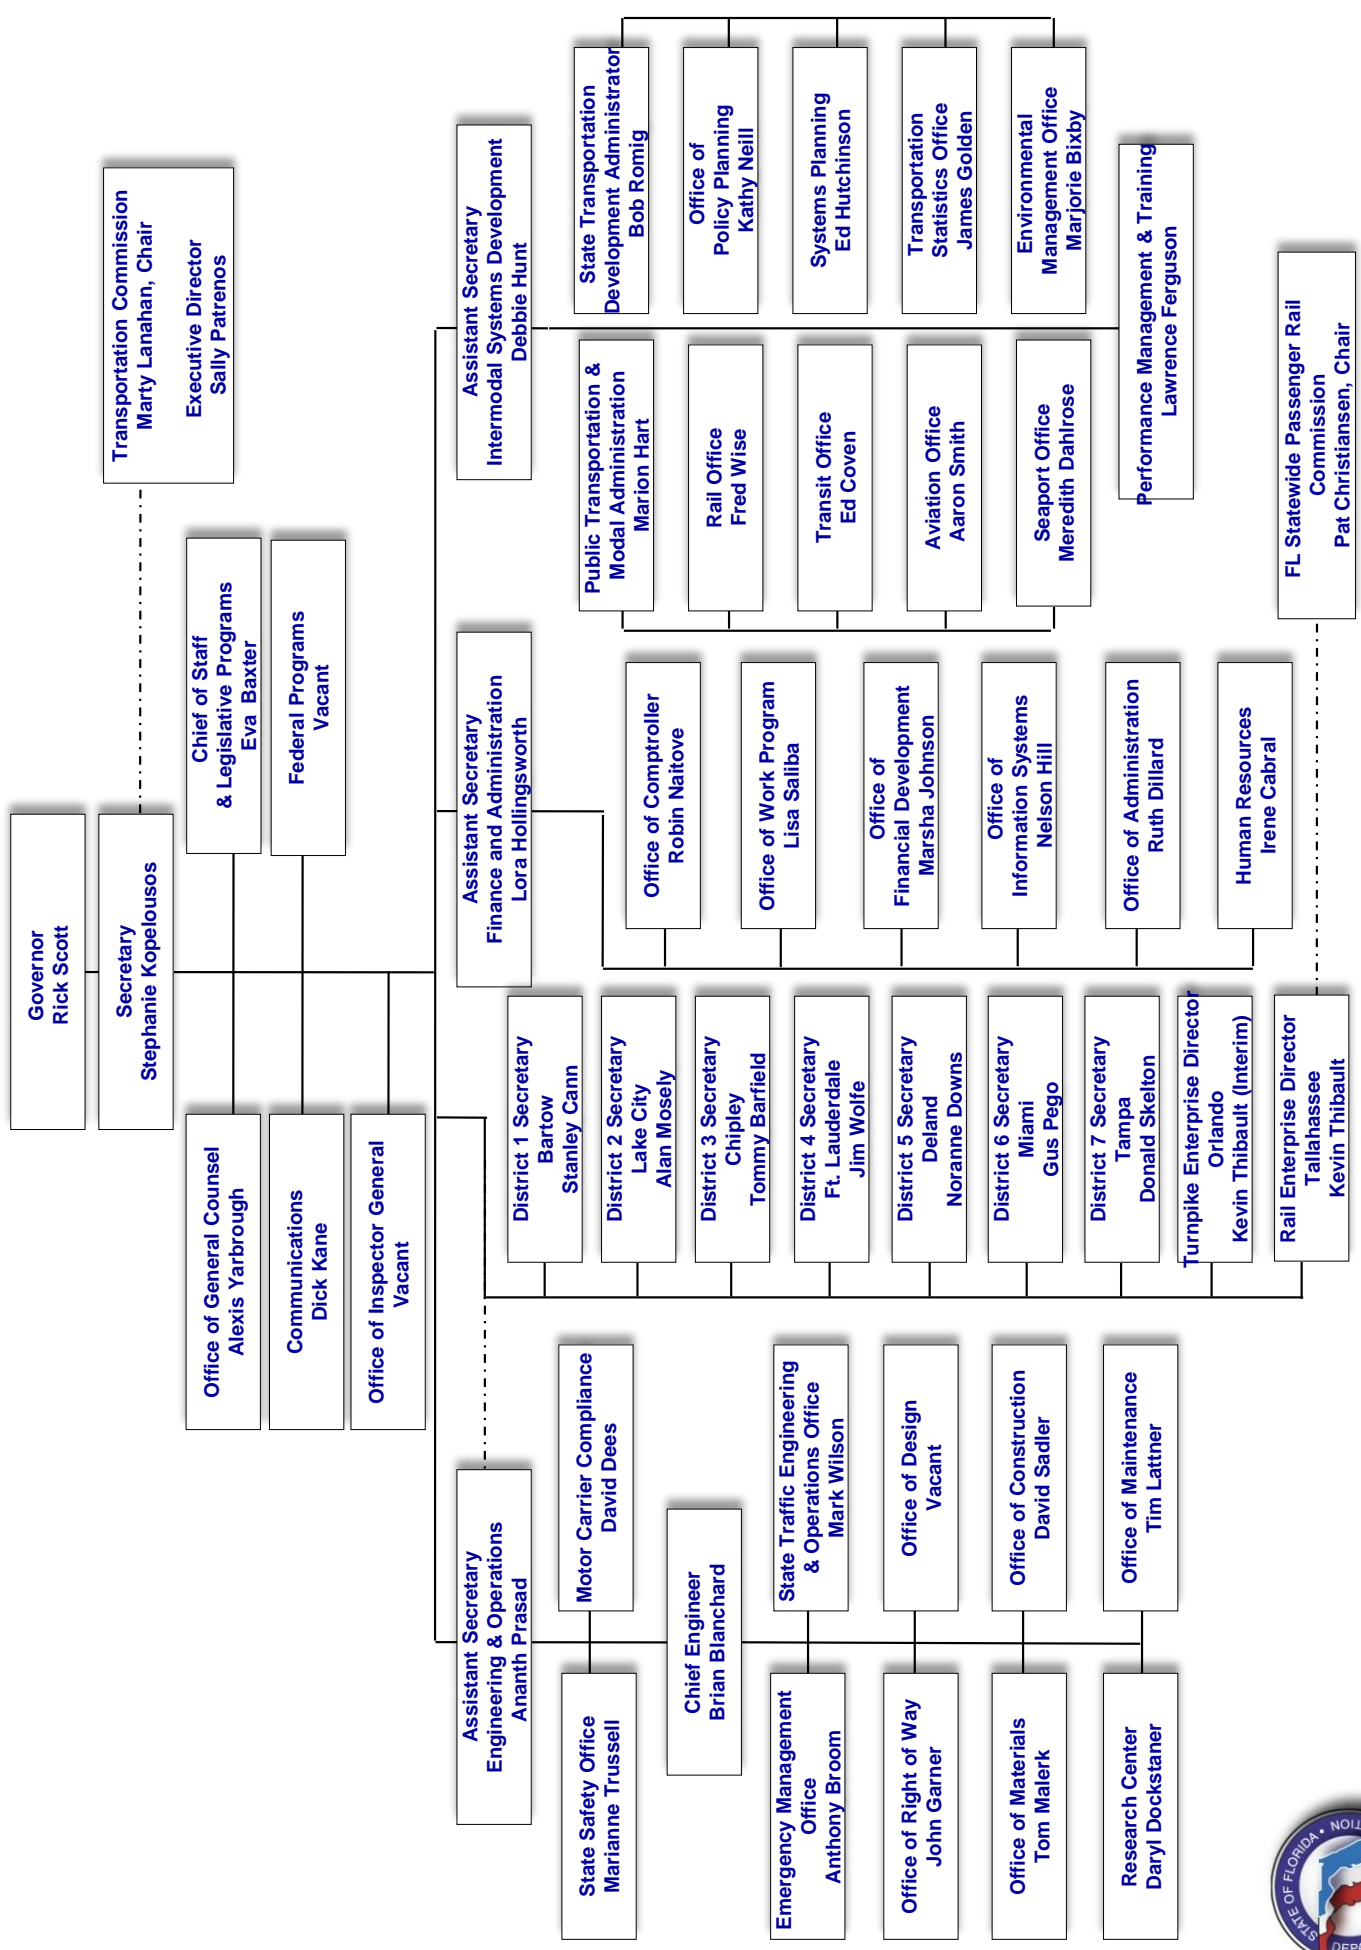 Governor
Rick Scott
Secretary
Stephanie Kopelousos
Transportation Commission
Marty Lanahan, Chair
Executive Director
Sally Patrenos
Office of General Counsel
Alexis Yarbrough
Chief of Staff
& Legislative Programs
Eva Baxter
Communications
Dick Kane
Federal Programs
Vacant
Office of Inspector General
Vacant
Assistant Secretary
Engineering & Operations
Ananth Prasad
State Safety Office
Marianne Trussell
Motor Carrier Compliance
David Dees
Chief Engineer
Brian Blanchard
Emergency Management
Office
Anthony Broom
State Traffic Engineering
& Operations Office
Mark Wilson
Office of Right of Way
John Garner
Office of Design
Vacant
Office of Materials
Tom Malerk
Office of Construction
David Sadler
Research Center
Daryl Dockstaner
Office of Maintenance
Tim Lattner
District 1 Secretary
Bartow
Stanley Cann
District 2 Secretary
Lake City
Alan Mosely
District 3 Secretary
Chipley
Tommy Barfield
District 4 Secretary
Ft. Lauderdale
Jim Wolfe
District 5 Secretary
Deland
Noranne Downs
District 6 Secretary
Miami
Gus Pego
District 7 Secretary
Tampa
Donald Skelton
Turnpike Enterprise Director
Orlando
Kevin Thibault (Interim)
Rail Enterprise Director
Tallahassee
Kevin Thibault
Assistant Secretary
Finance and Administration
Lora Hollingsworth
Office of Comptroller
Robin Naitove
Office of Work Program
Lisa Saliba
Office of
Financial Development
Marsha Johnson
Office of
Information Systems
Nelson Hill
Office of Administration
Ruth Dillard
Human Resources
Irene Cabral
Assistant Secretary
Intermodal Systems Development
Debbie Hunt
Public Transportation &
Modal Administration
Marion Hart
Rail Office
Fred Wise
Transit Office
Ed Coven
Aviation Office
Aaron Smith
Seaport Office
Meredith Dahlrose
State Transportation
Development Administrator
Bob Romig
Office of
Policy Planning
Kathy Neill
Systems Planning
Ed Hutchinson
Transportation
Statistics Office
James Golden
Environmental
Management Office
Marjorie Bixby
Performance Management & Training
Lawrence Ferguson
FL Statewide Passenger Rail
Commission
Pat Christiansen, Chair
STATE OF FLORIDA